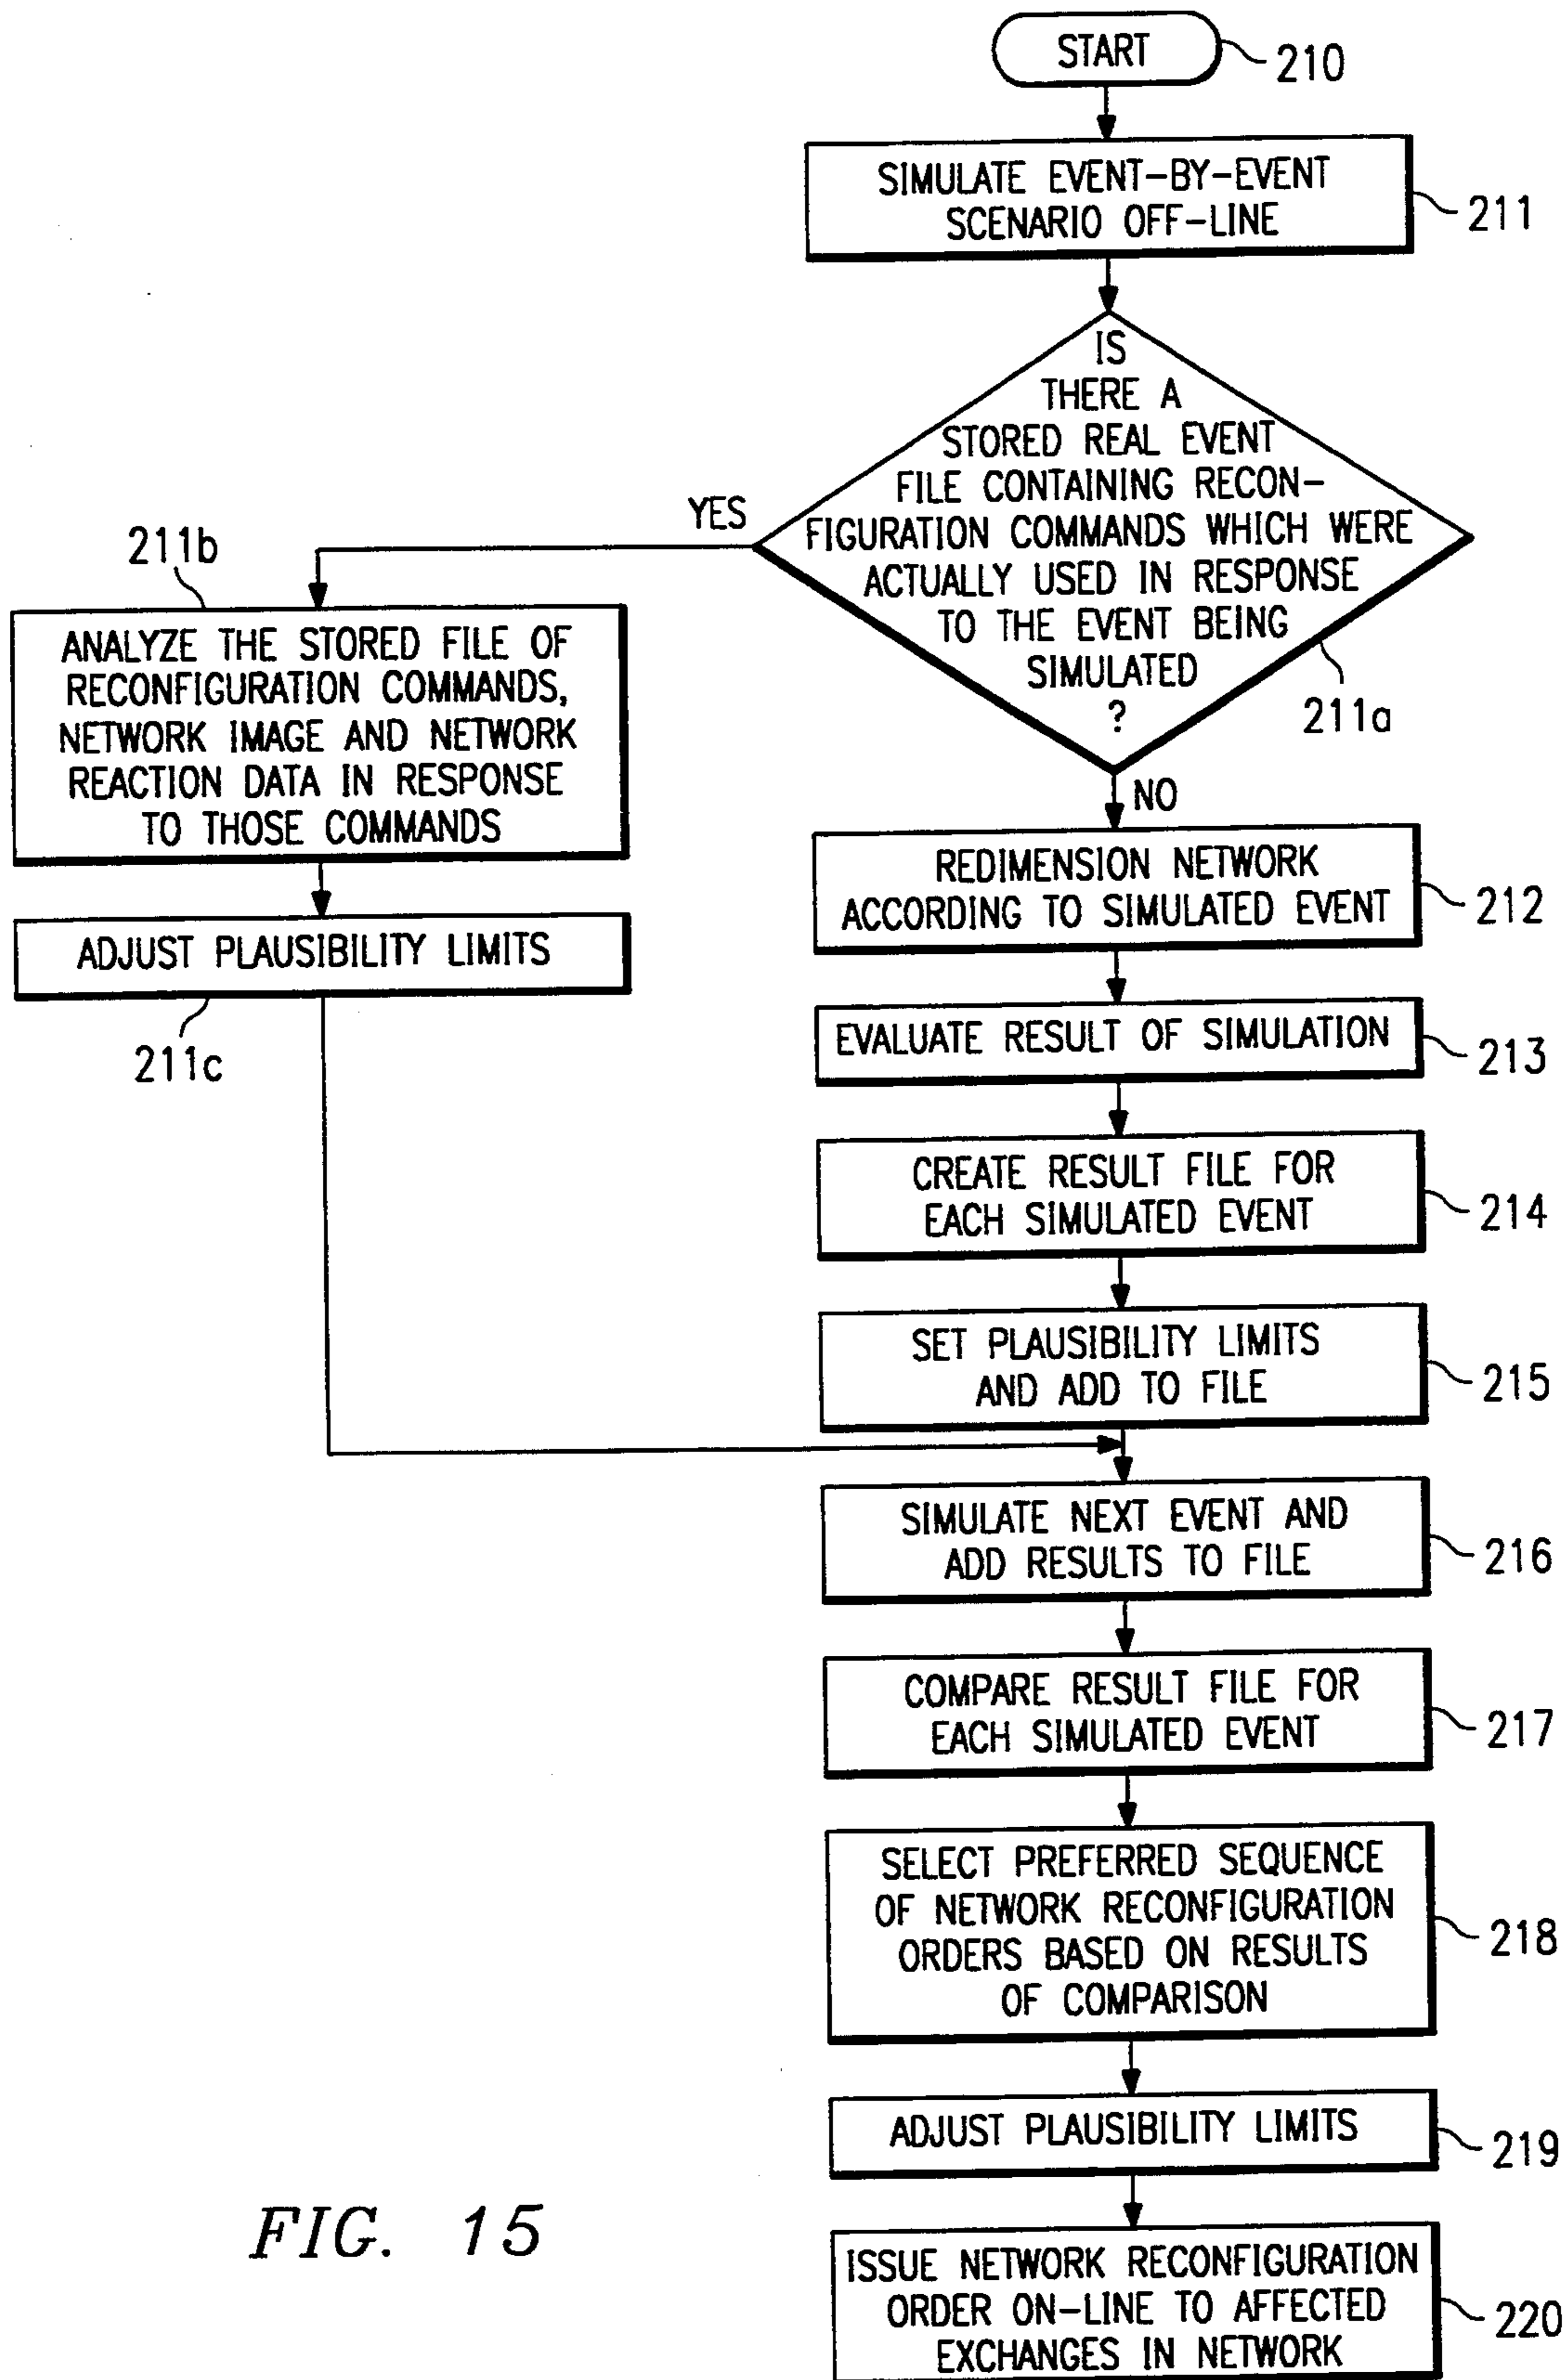 START
210
SIMULATE EVENT-BY-EVENT
SCENARIO OFF-LINE
211
IS
THERE A
STORED REAL EVENT
FILE CONTAINING RECON-
FIGURATION COMMANDS WHICH WERE
ACTUALLY USED IN RESPONSE
TO THE EVENT BEING
SIMULATED
?
211a
YES
211b
ANALYZE THE STORED FILE OF
RECONFIGURATION COMMANDS,
NETWORK IMAGE AND NETWORK
REACTION DATA IN RESPONSE
TO THOSE COMMANDS
ADJUST PLAUSIBILITY LIMITS
211c
NO
REDIMENSION NETWORK
ACCORDING TO SIMULATED EVENT
212
EVALUATE RESULT OF SIMULATION
213
CREATE RESULT FILE FOR
EACH SIMULATED EVENT
214
SET PLAUSIBILITY LIMITS
AND ADD TO FILE
215
SIMULATE NEXT EVENT AND
ADD RESULTS TO FILE
216
COMPARE RESULT FILE FOR
EACH SIMULATED EVENT
217
SELECT PREFERRED SEQUENCE
OF NETWORK RECONFIGURATION
ORDERS BASED ON RESULTS
OF COMPARISON
218
ADJUST PLAUSIBILITY LIMITS
219
ISSUE NETWORK RECONFIGURATION
ORDER ON-LINE TO AFFECTED
EXCHANGES IN NETWORK
220
FIG. 15